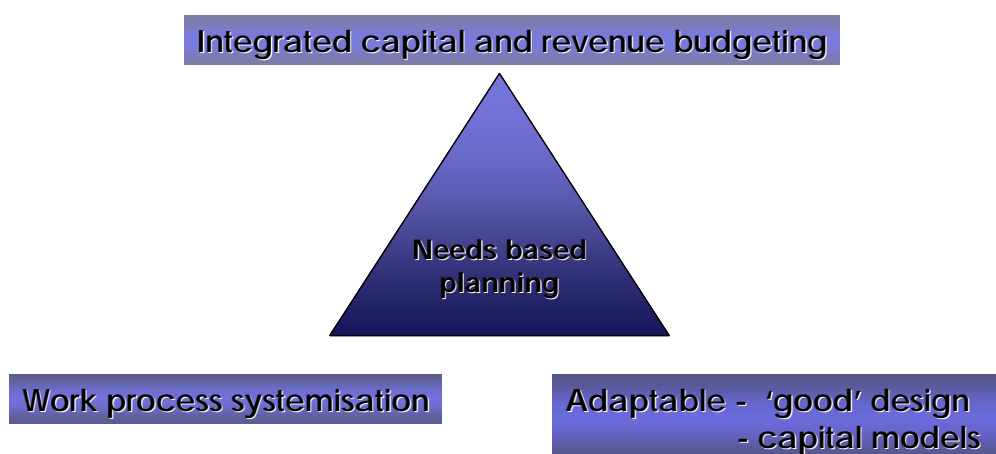 Integrated capital and revenue budgeting
Needs based
planning
Work process systemisation
Adaptable - ‘good’ design
- capital models